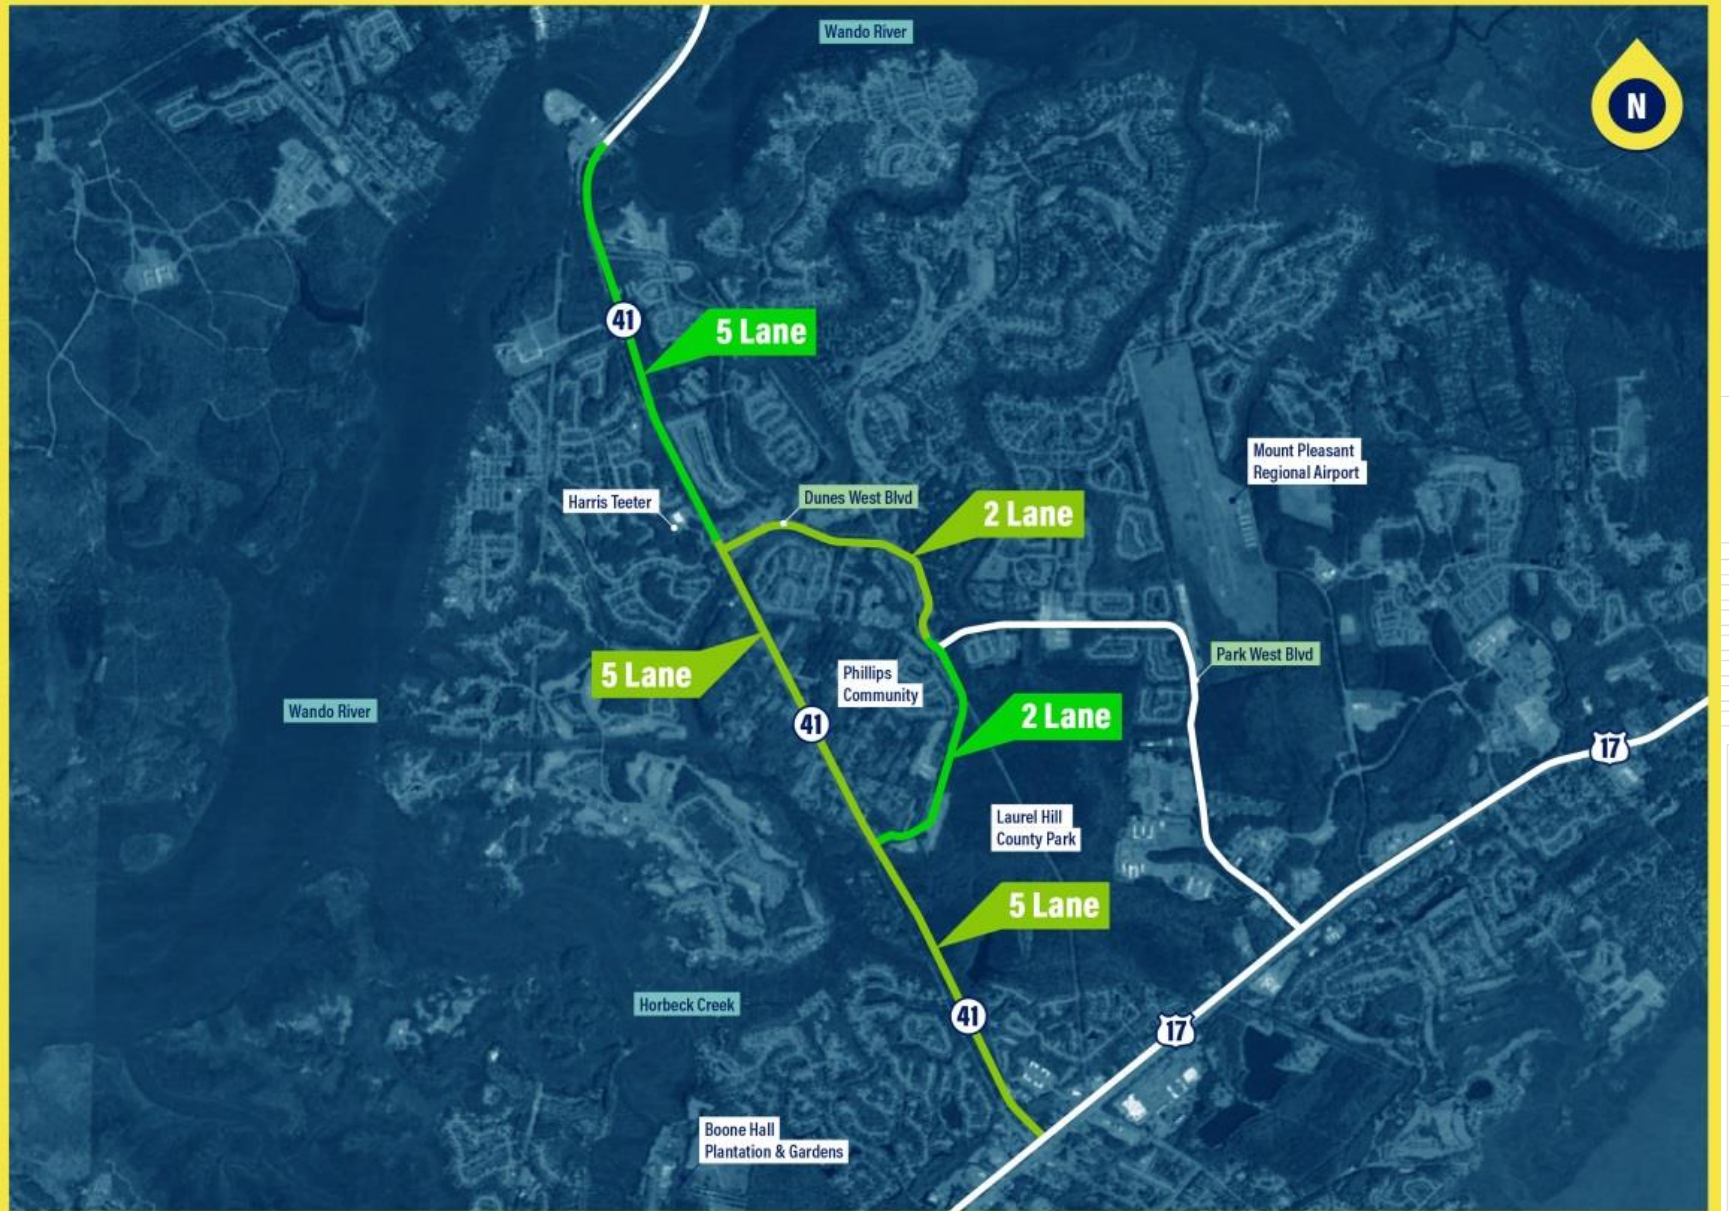 Wando River
N
41
5 Lane
Harris Teeter
Dunes West Blvd
2 Lane
Mount Pleasant
Regional Airport
5 Lane
Phillips
Community
Park West Blvd
Wando River
41
2 Lane
17
Laurel Hill
County Park
5 Lane
Horbeck Creek
41
17
Boone Hall
Plantation & Gardens